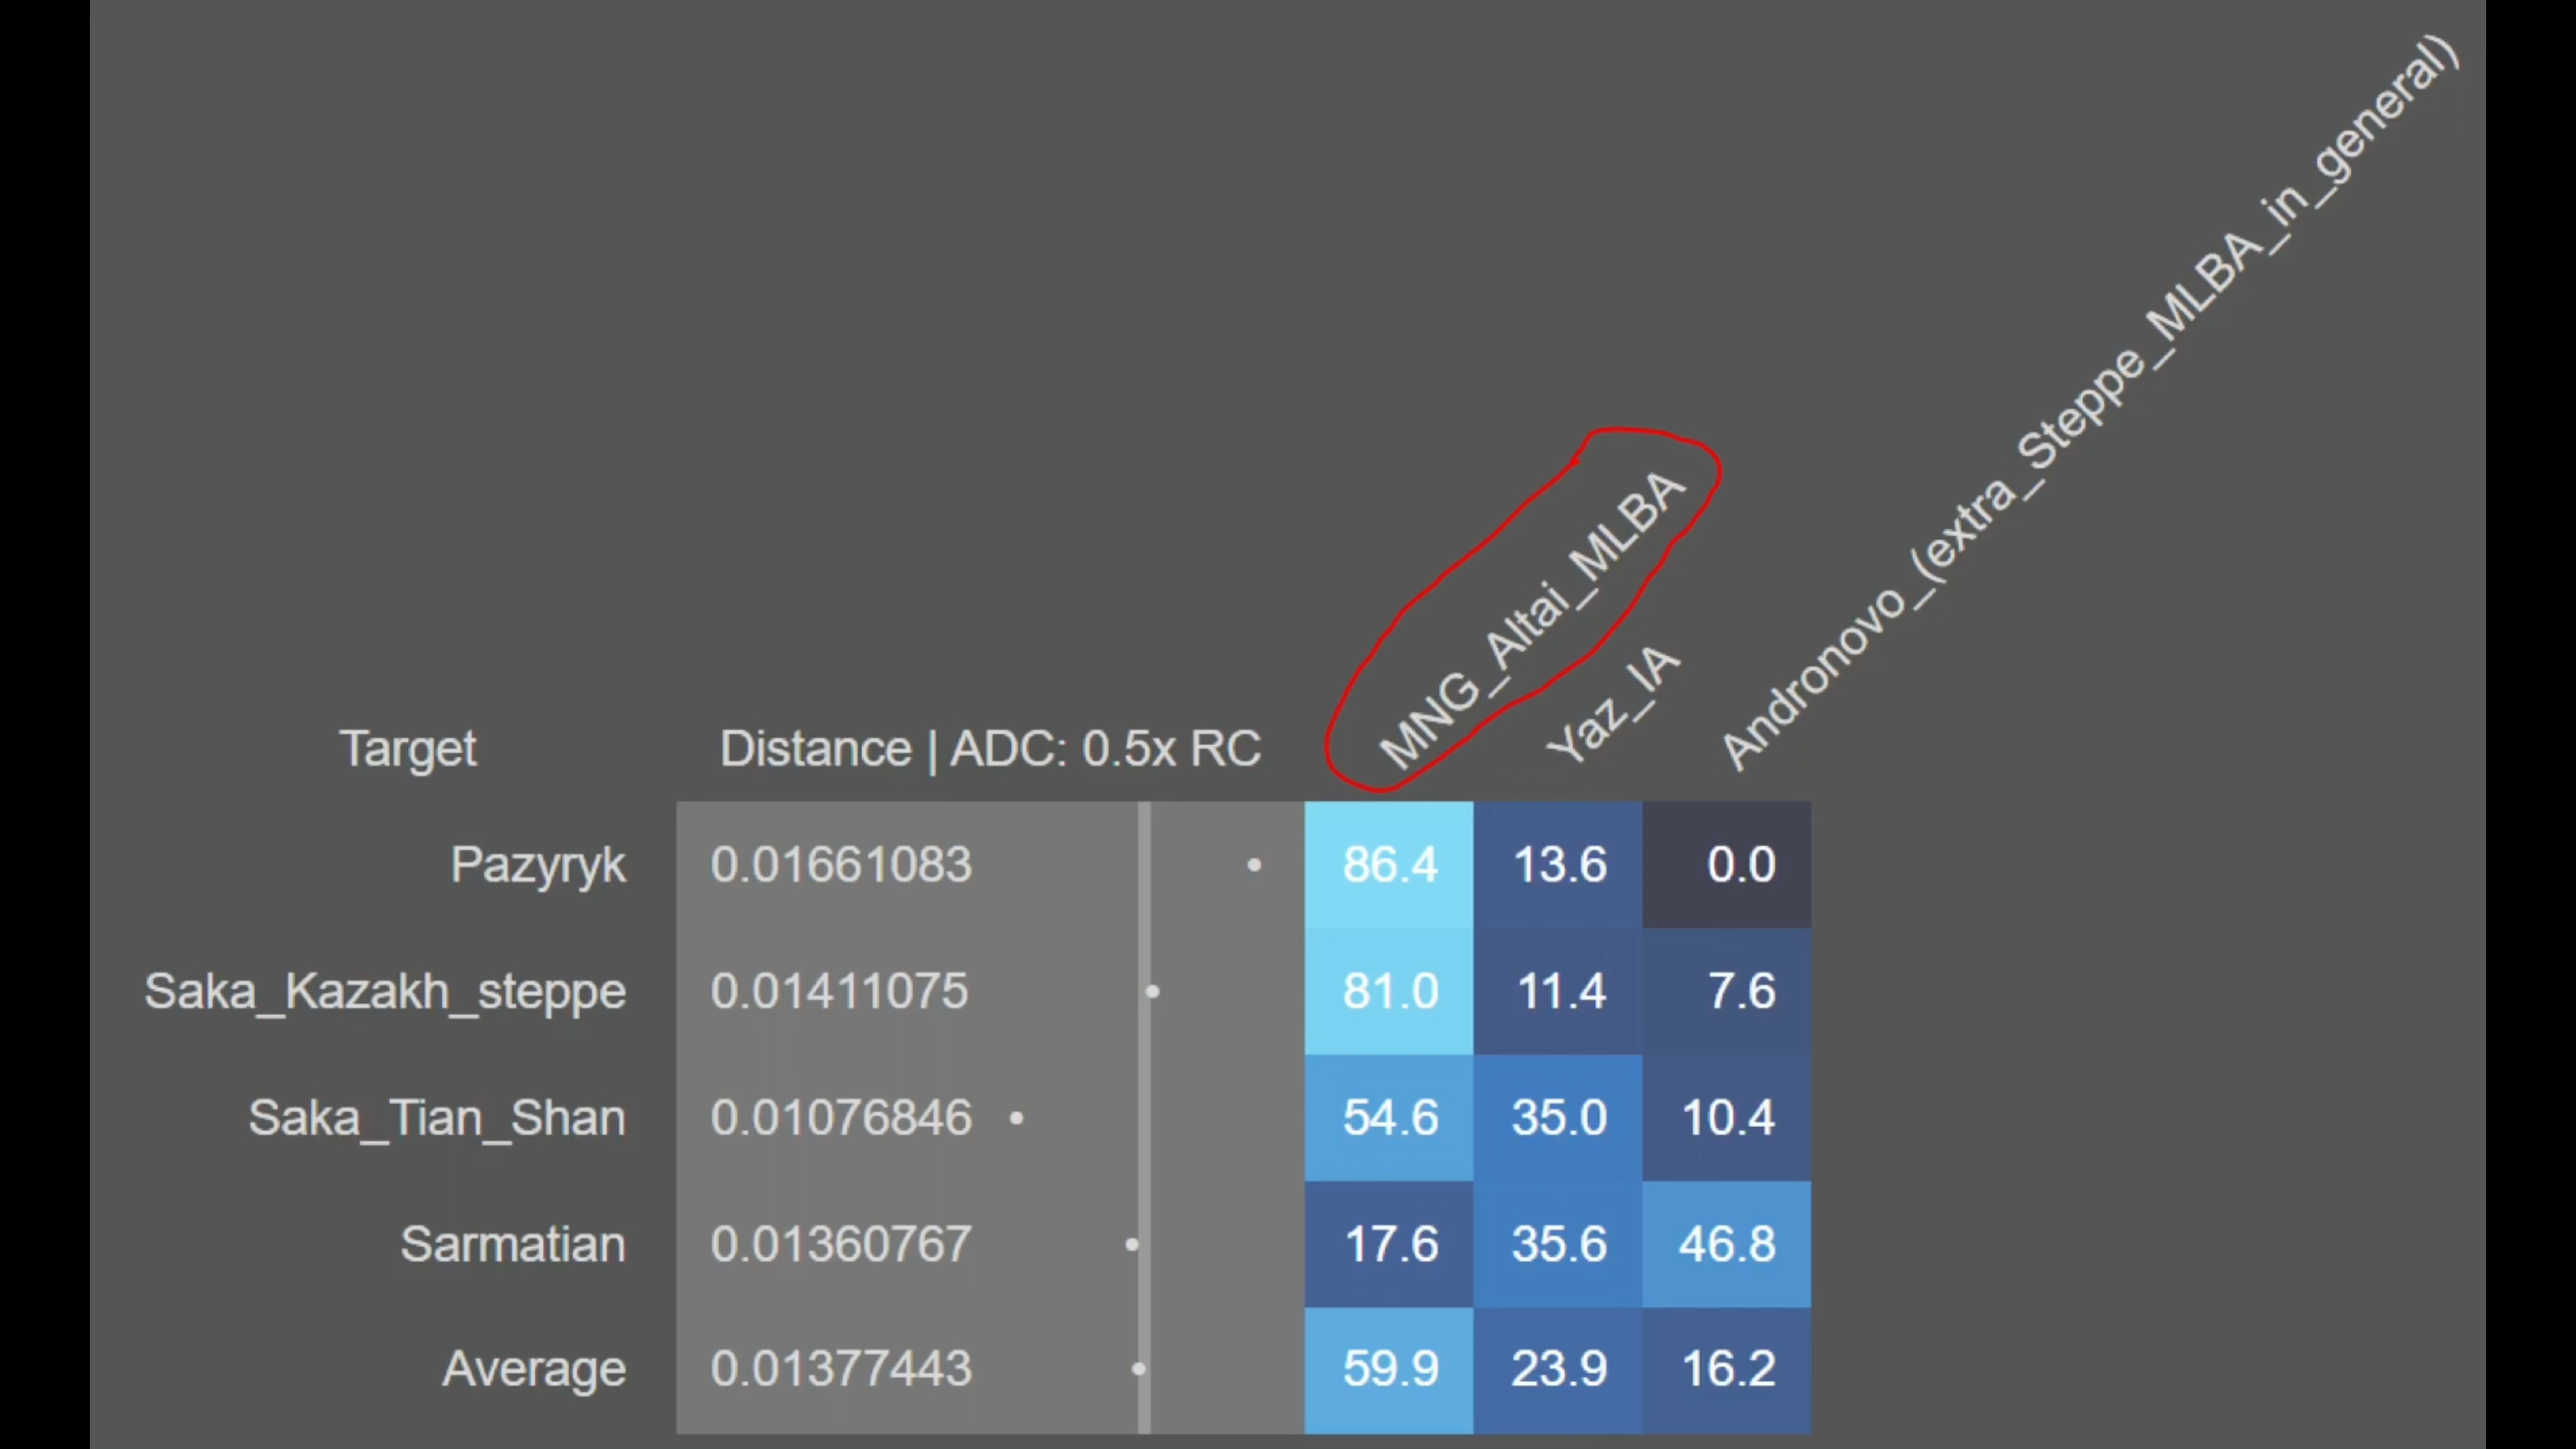 MNG_Altai_MLBA
Yaz_IA
Andronovo_(extra_Steppe_MLBA_in_general)
Target Distance | ADC: 0.5x RC
Pazyryk 0.01661083 86.4 13.6 0.0
Saka_Kazakh_steppe 0.01411075 81.0 11.4 7.6
Saka_Tian_Shan 0.01076846 54.6 35.0 10.4
Sarmatian 0.01360767 17.6 35.6 46.8
Average 0.01377443 59.9 23.9 16.2